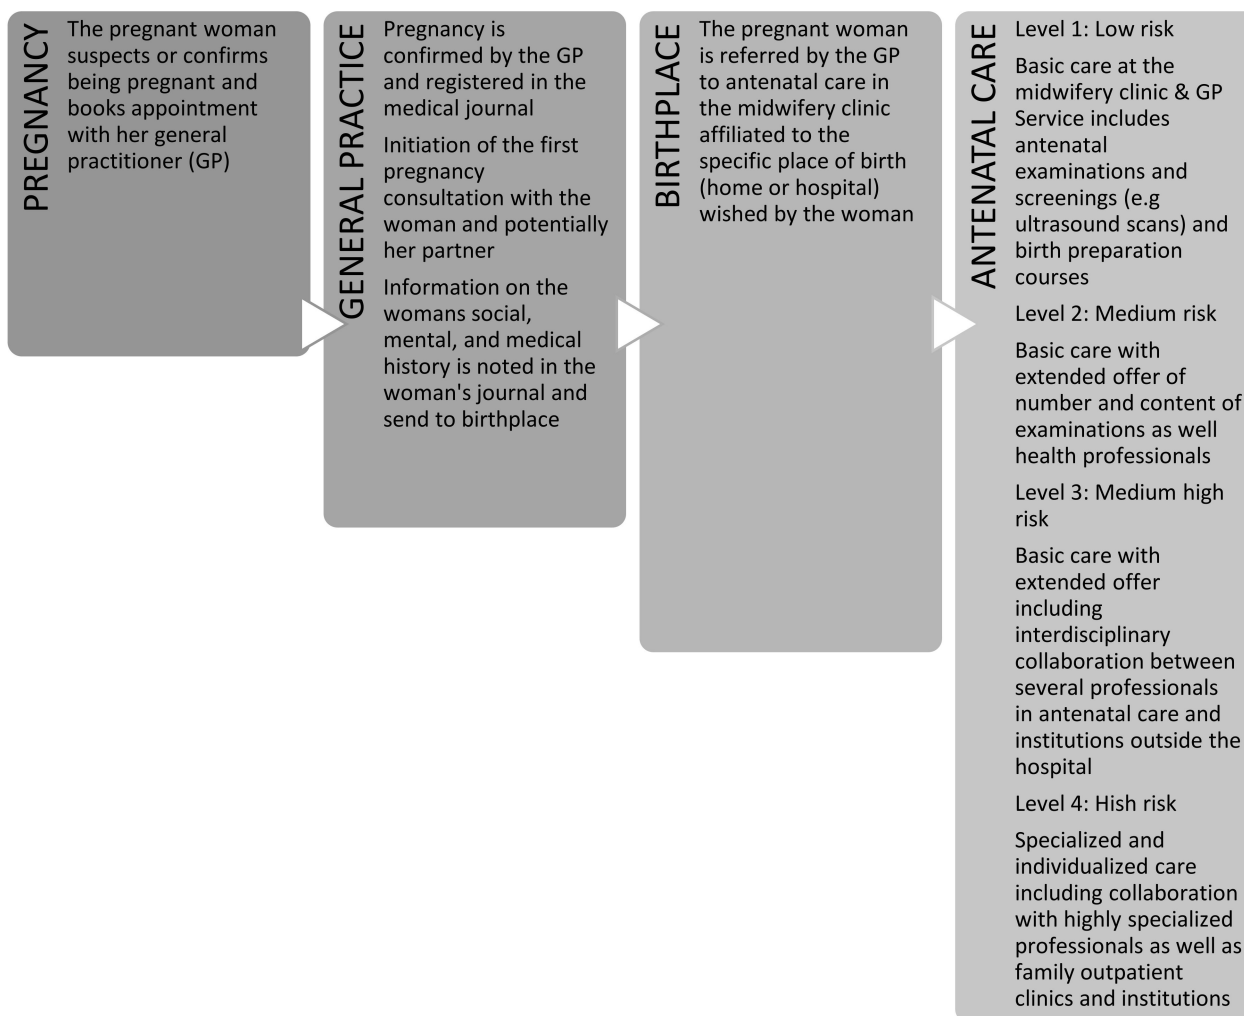 PREGNANCY
The pregnant woman
suspects or confirms
being pregnant and
books appointment
with her general
practitioner (GP)
GENERAL PRACTICE
Pregnancy is
confirmed by the GP
and registered in the
medical journal
Initiation of the first
pregnancy
consultation with the
woman and potentially
her partner
Information on the
womans social,
mental, and medical
history is noted in the
woman's journal and
send to birthplace
BIRTHPLACE
The pregnant woman
is referred by the GP
to antenatal care in
the midwifery clinic
affiliated to the
specific place of birth
(home or hospital)
wished by the woman
ANTENATAL CARE
Level 1: Low risk
Basic care at the
midwifery clinic & GP
Service includes
antenatal
examinations and
screenings (e.g
ultrasound scans) and
birth preparation
courses
Level 2: Medium risk
Basic care with
extended offer of
number and content of
examinations as well
health professionals
Level 3: Medium high
risk
Basic care with
extended offer
including
interdisciplinary
collaboration between
several professionals
in antenatal care and
institutions outside the
hospital
Level 4: Hish risk
Specialized and
individualized care
including collaboration
with highly specialized
professionals as well as
family outpatient
clinics and institutions